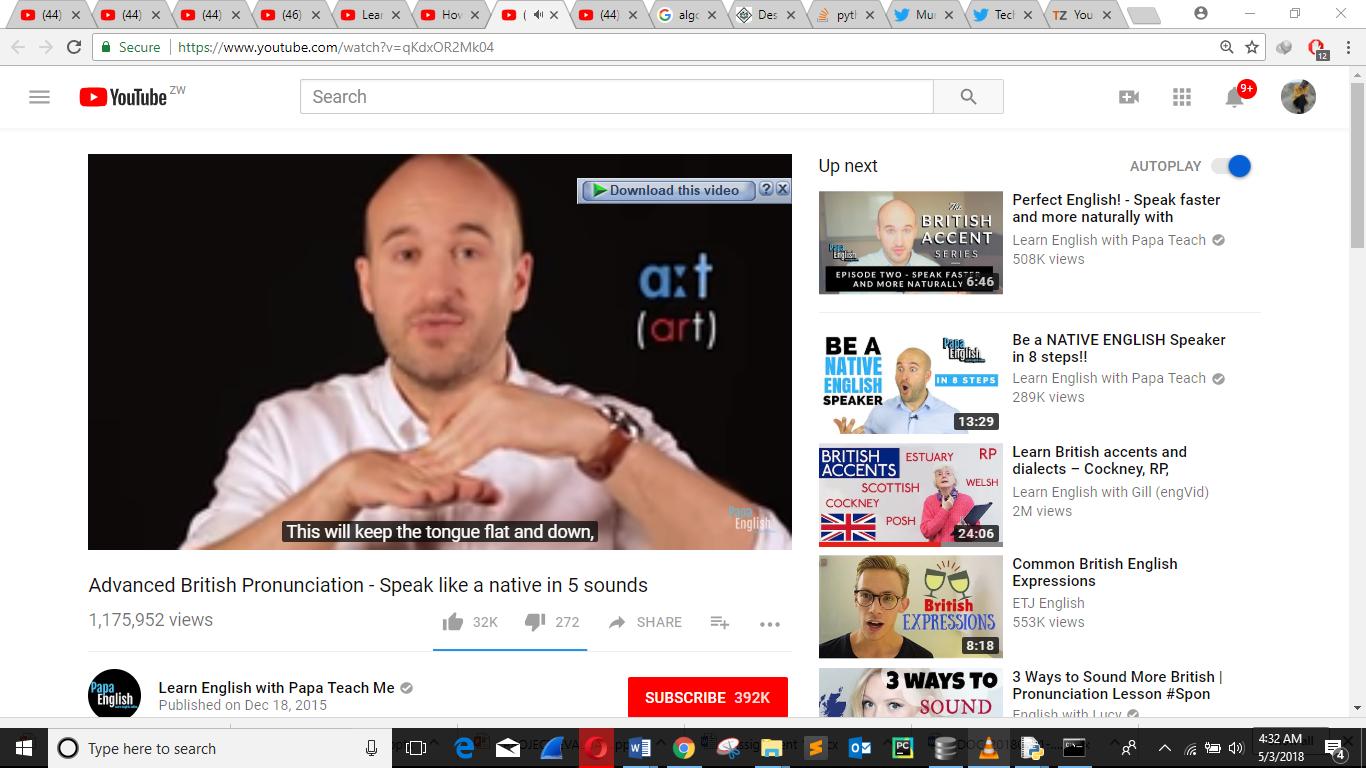 (44)
(44)
(44)
(46)
Lear
How
(
(44)
algo
Des
pyth
Mur
Tech
TZ You
Secure
https://www.youtube.com/watch?v=qKdxOR2Mk04
12
YouTube ZW
Search
9+
Download this video ? X
a:t
(art)
Papa
English
This will keep the tongue flat and down,
Advanced British Pronunciation - Speak like a native in 5 sounds
1,175,952 views
32K
272
SHARE
Papa
English
Learn English with Papa Teach Me
Published on Dec 18, 2015
SUBSCRIBE 392K
Up next
AUTOPLAY
The
BRITISH
ACCENT
SERIES
Papa
English
EPISODE TWO - SPEAK FASTER
AND MORE NATURALLY
6:46
Perfect English! - Speak faster
and more naturally with
Learn English with Papa Teach
508K views
BE A
NATIVE
ENGLISH
SPEAKER
Papa
English
IN 8 STEPS
13:29
Be a NATIVE ENGLISH Speaker
in 8 steps!!
Learn English with Papa Teach
289K views
BRITISH
ACCENTS
ESTUARY
RP
SCOTTISH
WELSH
COCKNEY
POSH
24:06
Learn British accents and
dialects – Cockney, RP,
Learn English with Gill (engVid)
2M views
British
EXPRESSIONS
8:18
Common British English
Expressions
ETJ English
553K views
3 WAYS TO
SOUND
3 Ways to Sound More British |
Pronunciation Lesson #Spon
English with Lucy
Type here to search
4:32 AM
5/3/2018
4